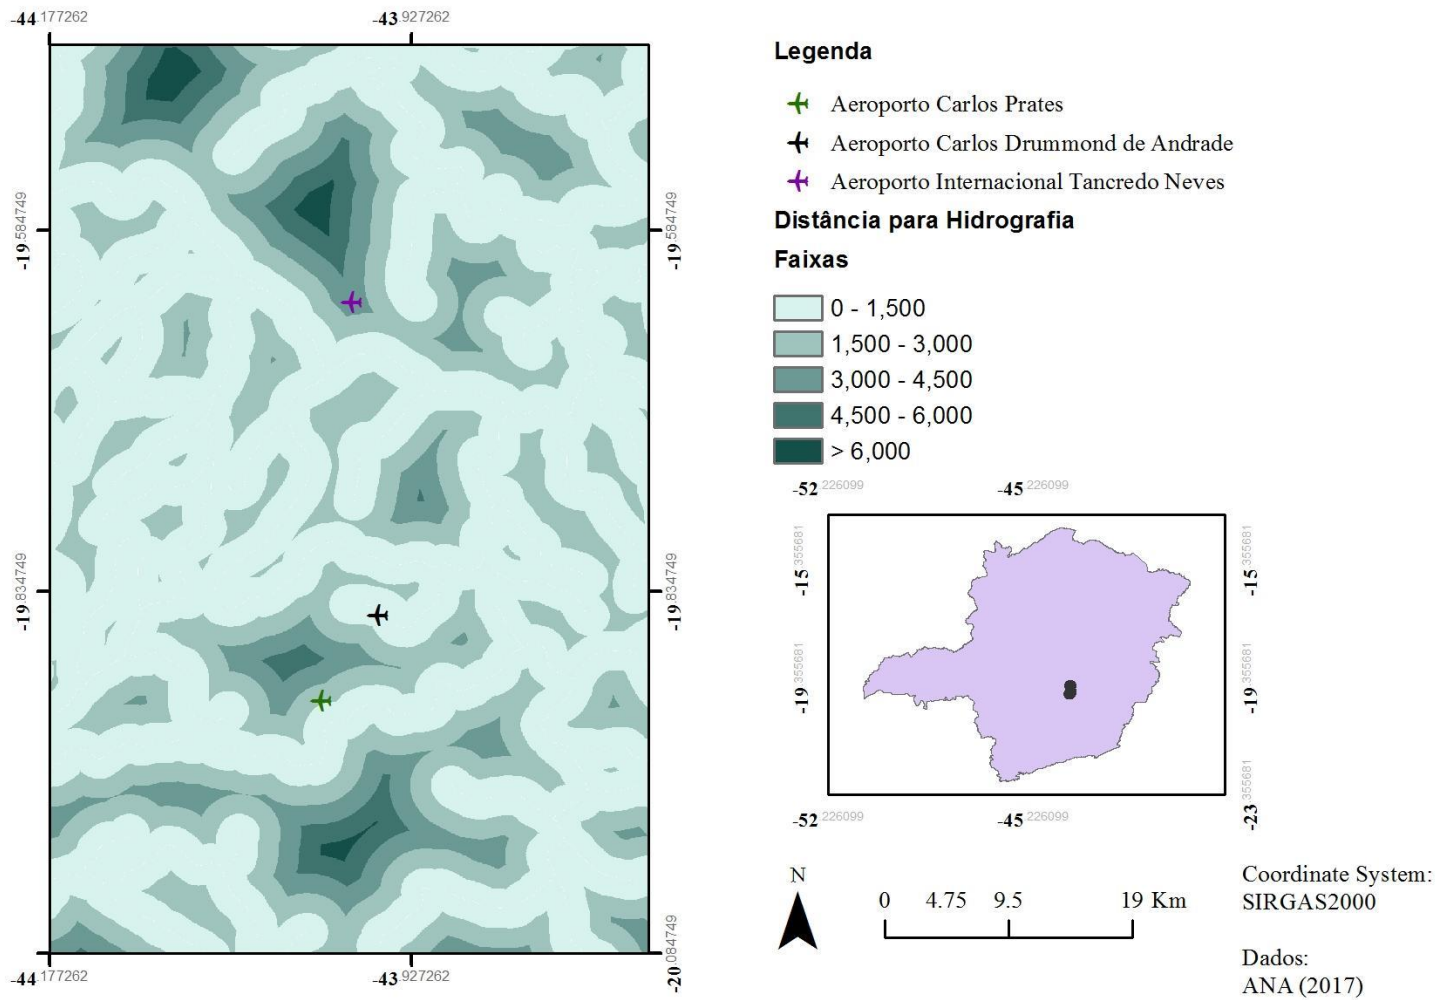 -44.177262
-43.927262
-19.584749
-19.584749
-19.834749
-19.834749
-20.084749
-44.177262
-43.927262
Legenda
Aeroporto Carlos Prates
Aeroporto Carlos Drummond de Andrade
Aeroporto Internacional Tancredo Neves
Distância para Hidrografia
Faixas
0 - 1,500
1,500 - 3,000
3,000 - 4,500
4,500 - 6,000
> 6,000
-52.226099
-45.226099
-15.355681
-15.355681
-19.355681
-19.355681
-23.355681
-52.226099
-45.226099
N
0 4.75 9.5 19 Km
Coordinate System:
SIRGAS2000
Dados:
ANA (2017)